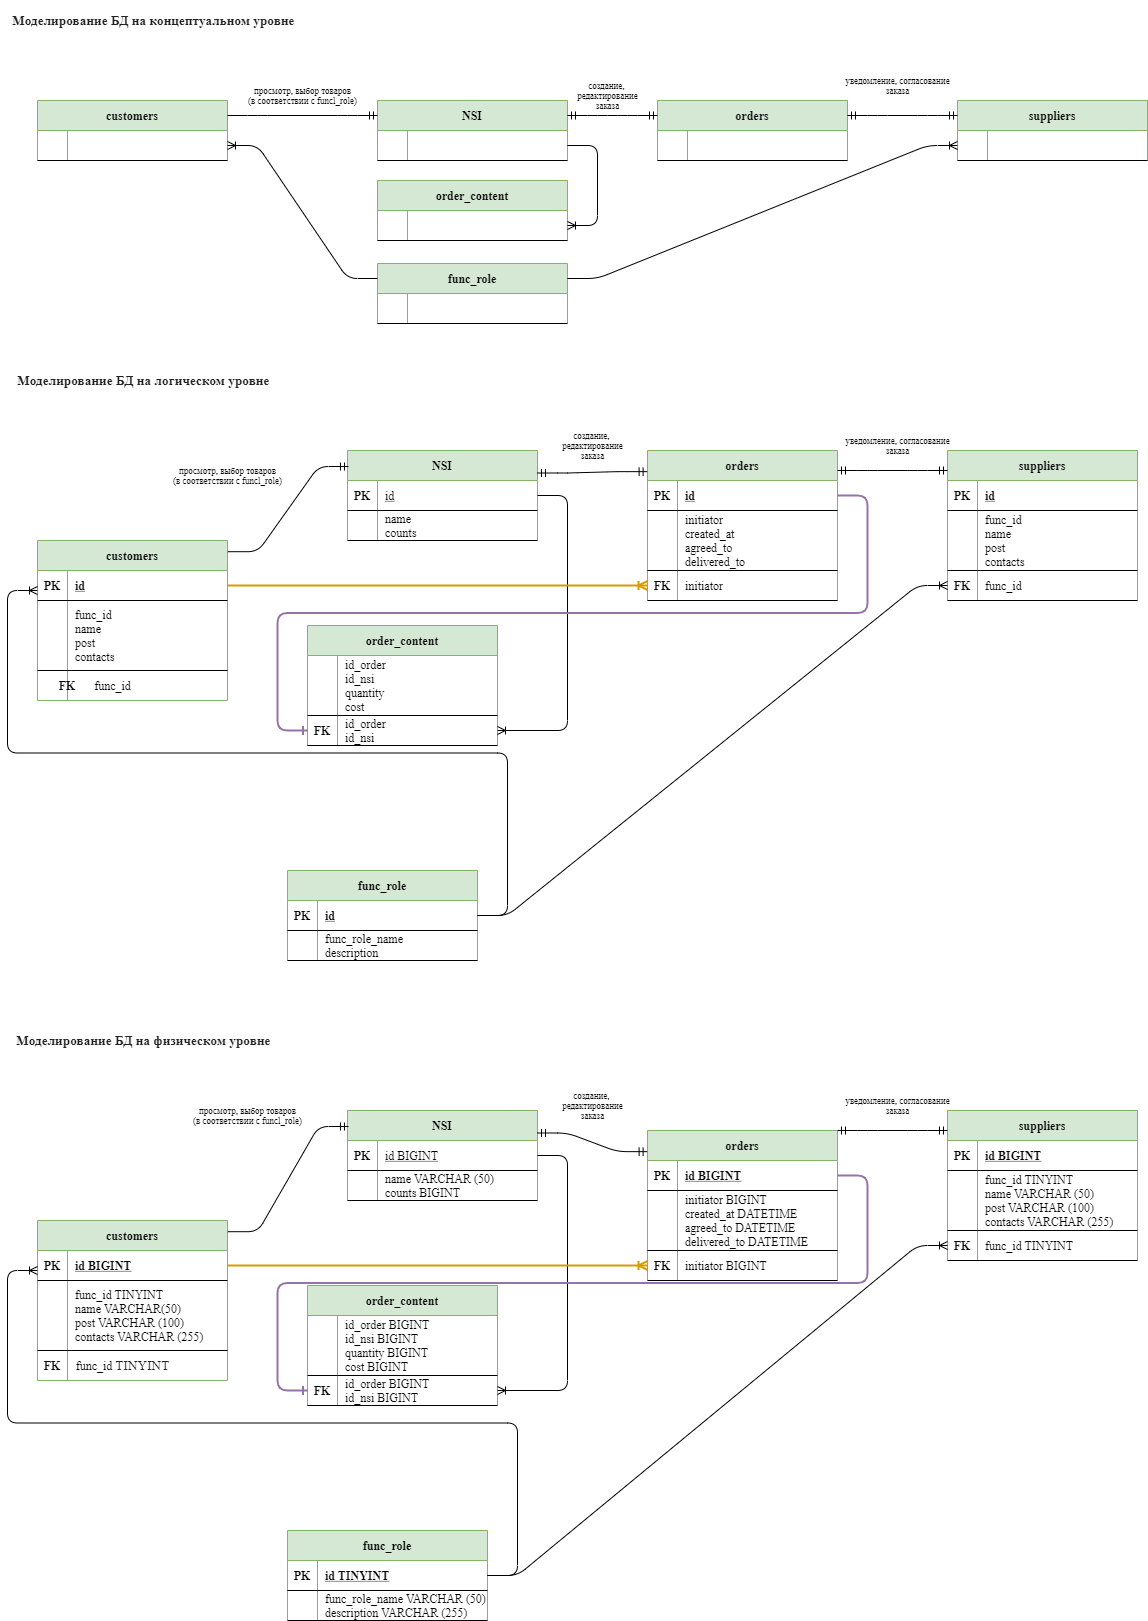 Моделирование БД на концептуальном уровне
просмотр, выбор товаров
(в соответствии с funcl_role)
создание,
редактирование
заказа
уведомление, согласование
заказа
customers
NSI
orders
suppliers
order_content
func_role
Моделирование БД на логическом уровне
просмотр, выбор товаров
(в соответствии с funcl_role)
создание,
редактирование
заказа
уведомление, согласование
заказа
NSI
PK id
name
counts
orders
PK id
initiator
created_at
agreed_to
delivered_to
FK initiator
suppliers
PK id
func_id
name
post
contacts
FK func_id
customers
PK id
func_id
name
post
contacts
FK func_id
order_content
id_order
id_nsi
quantity
cost
FK id_order
id_nsi
func_role
PK id
func_role_name
description
Моделирование БД на физическом уровне
просмотр, выбор товаров
(в соответствии с funcl_role)
создание,
редактирование
заказа
уведомление, согласование
заказа
NSI
PK id BIGINT
name VARCHAR (50)
counts BIGINT
orders
PK id BIGINT
initiator BIGINT
created_at DATETIME
agreed_to DATETIME
delivered_to DATETIME
FK initiator BIGINT
suppliers
PK id BIGINT
func_id TINYINT
name VARCHAR (50)
post VARCHAR (100)
contacts VARCHAR (255)
FK func_id TINYINT
customers
PK id BIGINT
func_id TINYINT
name VARCHAR(50)
post VARCHAR (100)
contacts VARCHAR (255)
FK func_id TINYINT
order_content
id_order BIGINT
id_nsi BIGINT
quantity BIGINT
cost BIGINT
FK id_order BIGINT
id_nsi BIGINT
func_role
PK id TINYINT
func_role_name VARCHAR (50)
description VARCHAR (255)